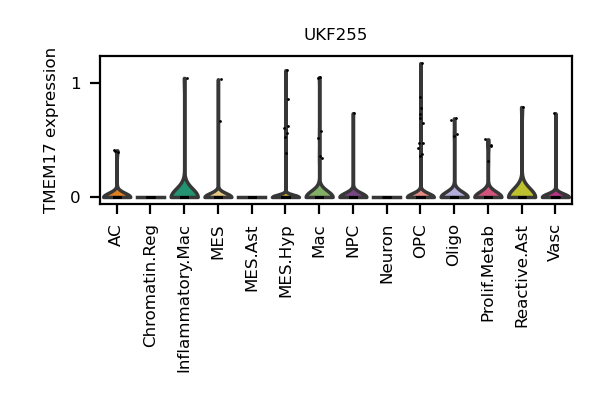 UKF255
TMEM17 expression
1
0
AC
Chromatin.Reg
Inflammatory.Mac
MES
MES.Ast
MES.Hyp
Mac
NPC
Neuron
OPC
Oligo
Prolif.Metab
Reactive.Ast
Vasc